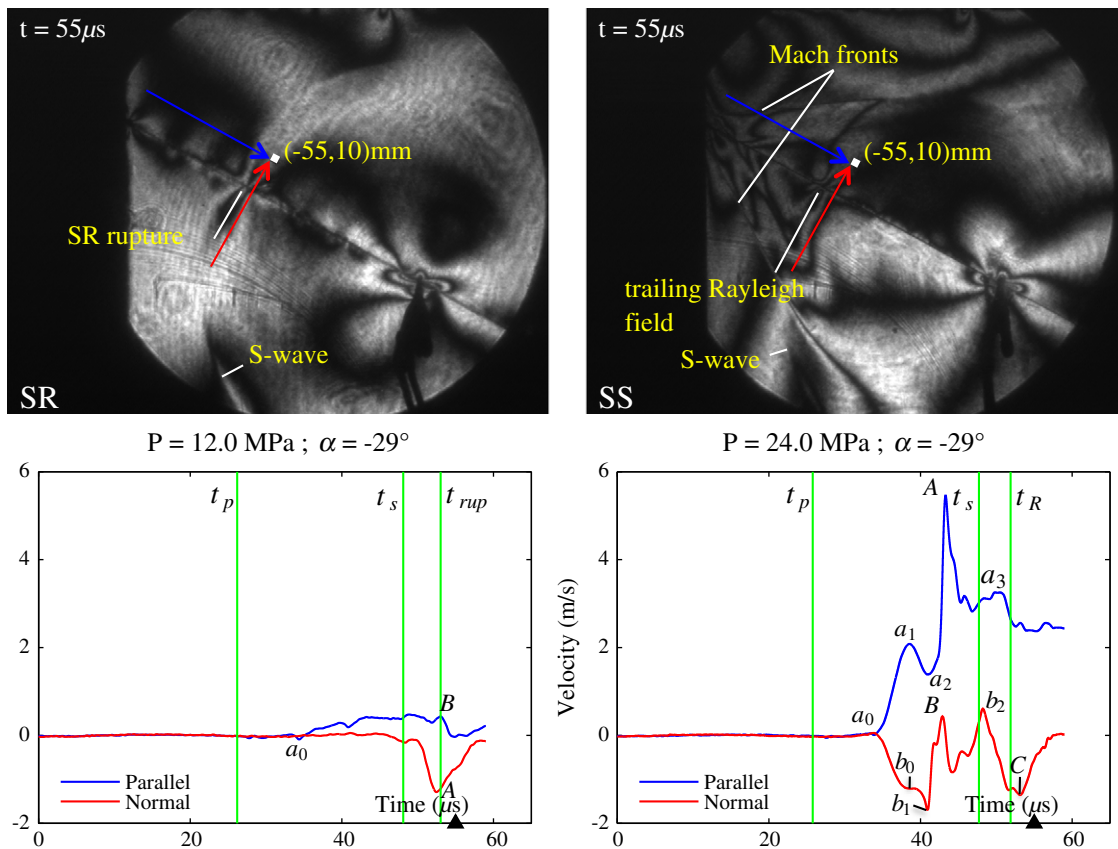 t = 55μs
(-55,10)mm
SR rupture
S-wave
SR
t = 55μs
Mach fronts
(-55,10)mm
trailing Rayleigh
field
S-wave
SS
P = 12.0 MPa ; α = -29°
6
4
2
0
-2
t p
t s
t rup
a0
B
A
Parallel
Normal
Time (μs)
0 20 40 60
P = 24.0 MPa ; α = -29°
Velocity (m/s)
6
4
2
0
-2
t p
A
t s
t R
a3
a1
a2
a0
B
b2
b0
b1
C
Parallel
Normal
Time (μs)
0 20 40 60